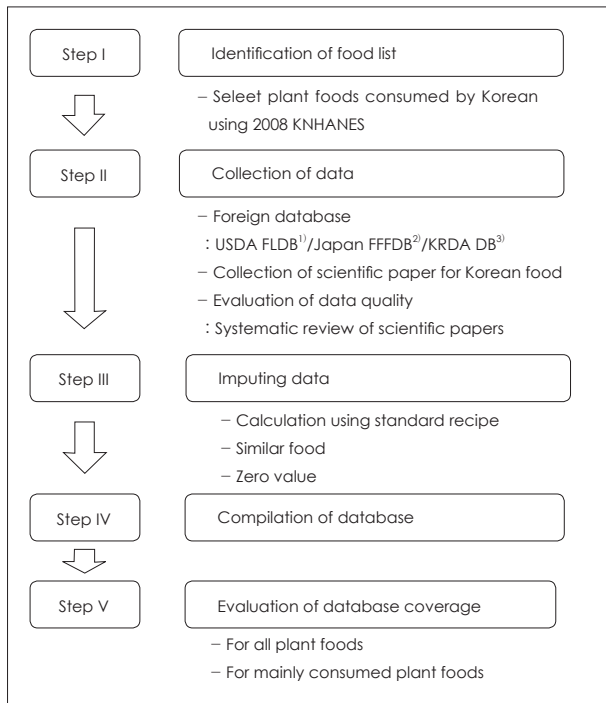 Step I
Identification of food list
– Seleet plant foods consumed by Korean
using 2008 KNHANES
Step II
Collection of data
– Foreign database
: USDA FLDB1)/Japan FFFDB2)/KRDA DB3)
– Collection of scientific paper for Korean food
– Evaluation of data quality
: Systematic review of scientific papers
Step III
Imputing data
– Calculation using standard recipe
– Similar food
– Zero value
Step IV
Compilation of database
Step V
Evaluation of database coverage
– For all plant foods
– For mainly consumed plant foods